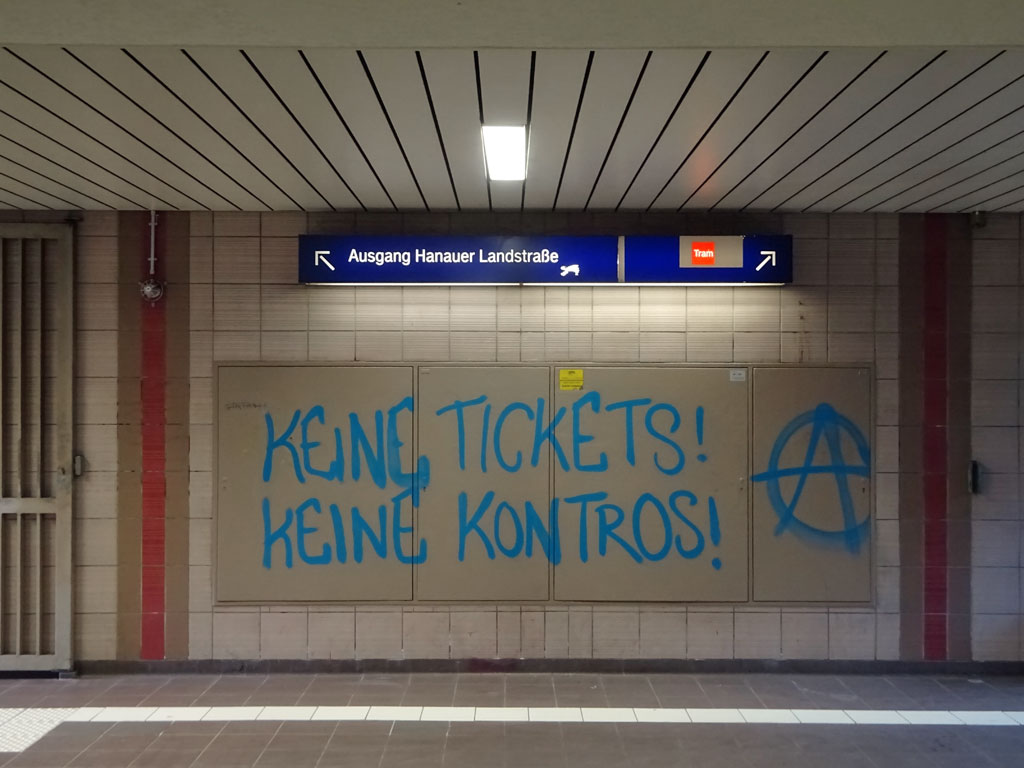 Ausgang Hanauer Landstraße
Tram
KEINE TICKETS!
KEINE KONTROS!
A